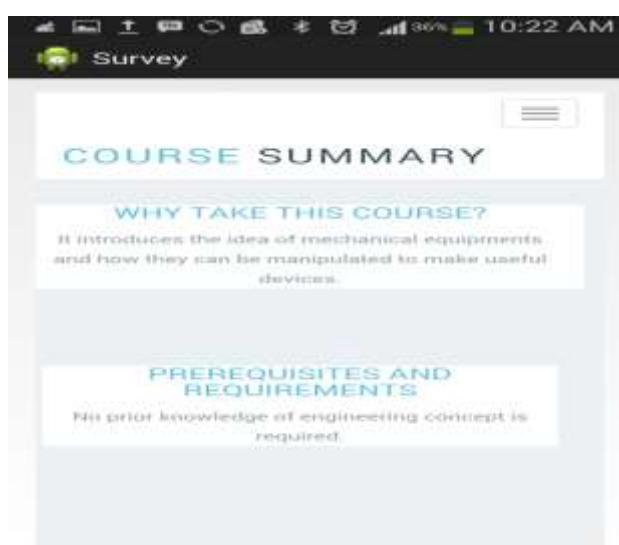 36% 10:22 AM
Survey
COURSE SUMMARY
WHY TAKE THIS COURSE?
It introduces the idea of mechanical equipments
and how they can be manipulated to make useful
devices.
PREREQUISITES AND
REQUIREMENTS
No prior knowledge of engineering concept is
required.